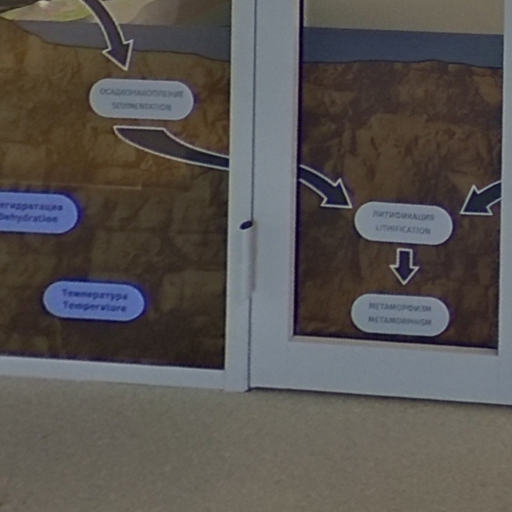 ОСАДКОНАКОПЛЕНИЕ
SEDIMENTATION
егидратация
Dehydration
ЛИТИФИКАЦИЯ
LITHIFICATION
Температура
Temperature
МЕТАМОРФИЗМ
METAMORPHISM